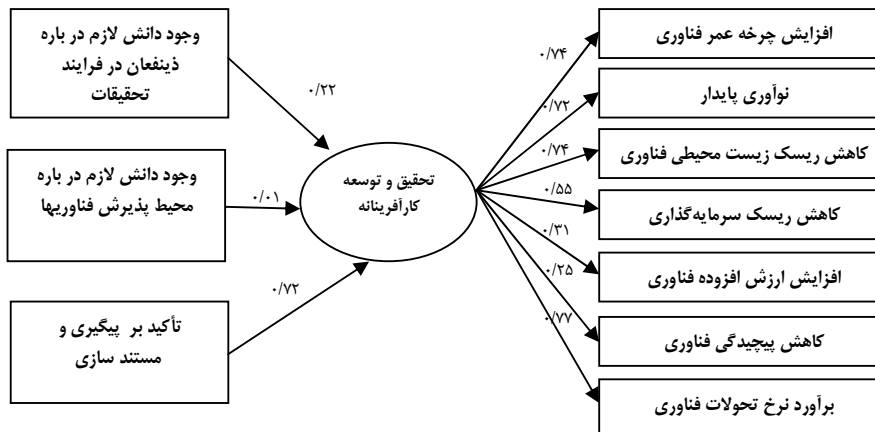 وجود دانش لازم در باره
ذینفعان در فرایند
تحقیقات
وجود دانش لازم در باره
محیط پذیرش فناوریها
تأکید بر پیگیری و
مستند سازی
۰/۲۲
۰/۰۱
۰/۷۲
تحقیق و توسعه
کارآفرینانه
۰/۷۴
۰/۷۲
۰/۷۴
۰/۵۵
۰/۳۱
۰/۲۵
۰/۷۷
افزایش چرخه عمر فناوری
نوآوری پایدار
کاهش ریسک زیست محیطی فناوری
کاهش ریسک سرمایه‌گذاری
افزایش ارزش افزوده فناوری
کاهش پیچیدگی فناوری
برآورد نرخ تحولات فناوری